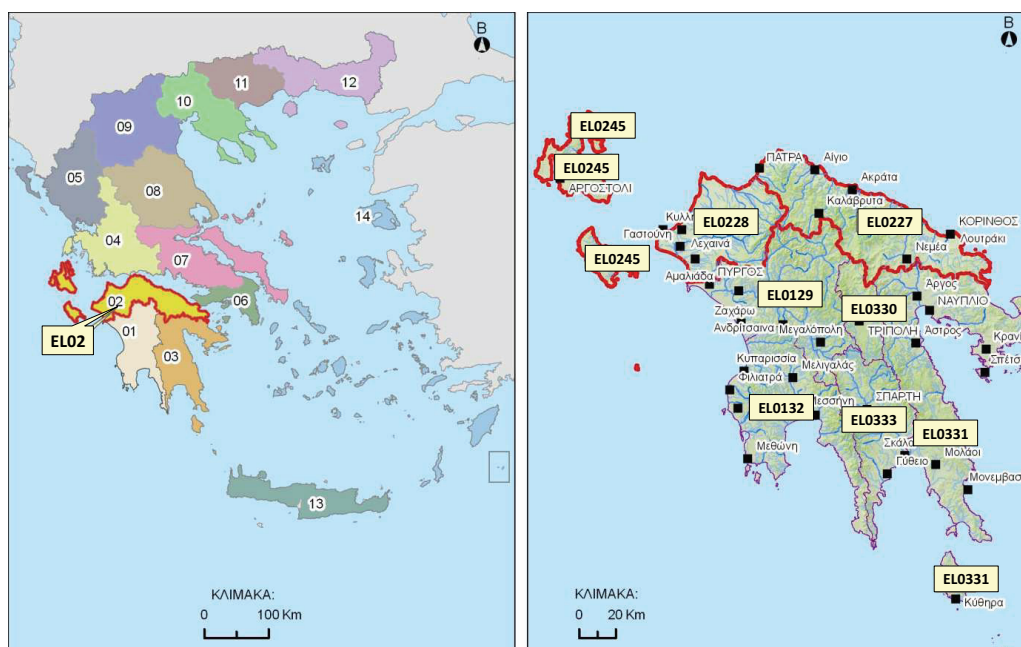 B
11
12
10
09
05
08
14
04
07
02
06
EL02
01
03
13
ΚΛΙΜΑΚΑ:
0 100 Km
B
EL0245
ΠΑΤΡΑ
Αίγιο
EL0245
Ακράτα
ΑΡΓΟΣΤΟΛΙ
Καλάβρυτα
EL0228
EL0227
ΚΟΡΙΝΘΟΣ
Γαστούνη
Λουτράκι
Λεχαινά
Νεμέα
EL0245
Αμαλιάδα
ΠΥΡΓΟΣ
Άργος
EL0129
EL0330
ΝΑΥΠΛΙΟ
Ζαχάρω
Ανδρίτσαινα
Μεγαλόπολη
ΤΡΙΠΟΛΗ
Άστρος
Κυπαρισσία
Μελιγαλάς
Φιλιατρά
ΣΠΑΡΤΗ
EL0132
EL0333
EL0331
Μεθώνη
Γύθειο
Μολάοι
EL0331
Κύθηρα
ΚΛΙΜΑΚΑ:
0 20 Km